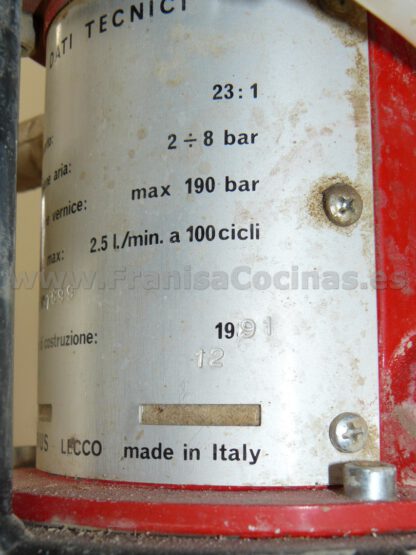 DATI TECNICI
23:1
2÷8 bar
aria:
max 190 bar
vernice:
max: 2.5 l./min. a 100 cicli
www.FranisaCocinas.es
costruzione: 1991
12
LECCO made in Italy